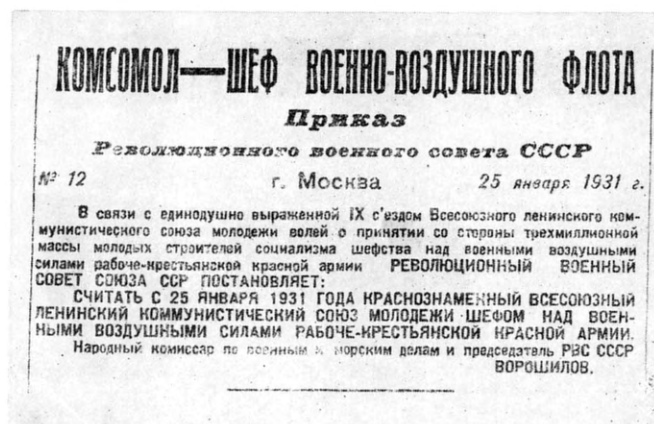 КОМСОМОЛ—ШЕФ ВОЕННО-ВОЗДУШНОГО ФЛОТА
Приказ
Революционного военного совета СССР
№ 12 г. Москва 25 января 1931 г.
В связи с единодушно выраженной IX с'ездом Всесоюзного ленинского ком-
мунистического союза молодежи волей о принятии со стороны трехмиллионной
массы молодых строителей социализма шефства над военными воздушными
силами рабоче-крестьянской красной армии РЕВОЛЮЦИОННЫЙ ВОЕННЫЙ
СОВЕТ СОЮЗА ССР ПОСТАНОВЛЯЕТ:
СЧИТАТЬ С 25 ЯНВАРЯ 1931 ГОДА КРАСНОЗНАМЕННЫЙ ВСЕСОЮЗНЫЙ
ЛЕНИНСКИЙ КОММУНИСТИЧЕСКИЙ СОЮЗ МОЛОДЕЖИ ШЕФОМ НАД ВОЕН-
НЫМИ ВОЗДУШНЫМИ СИЛАМИ РАБОЧЕ-КРЕСТЬЯНСКОЙ КРАСНОЙ АРМИИ.
Народный комиссар по военным и морским делам и председатель РВС СССР
ВОРОШИЛОВ.